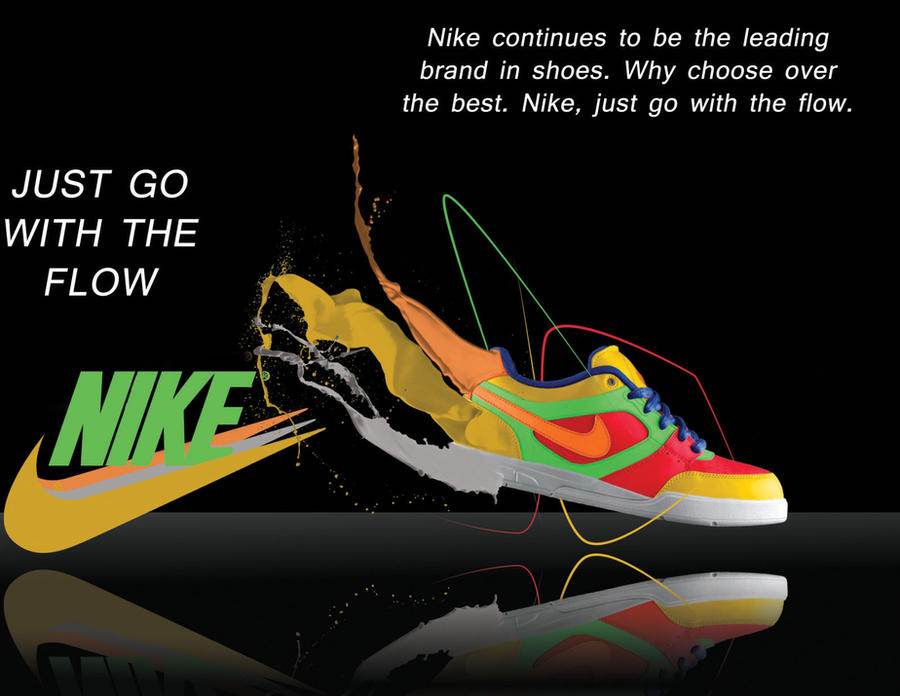 Nike continues to be the leading
brand in shoes. Why choose over
the best. Nike, just go with the flow.
JUST GO
WITH THE
FLOW
NIKE